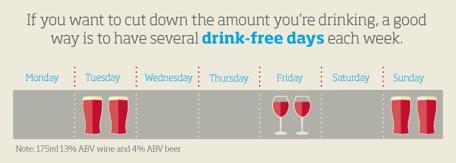 If you want to cut down the amount you're drinking, a good
way is to have several drink-free days each week.
Monday Tuesday Wednesday Thursday Friday Saturday Sunday
Note: 175ml 13% ABV wine and 4% ABV beer